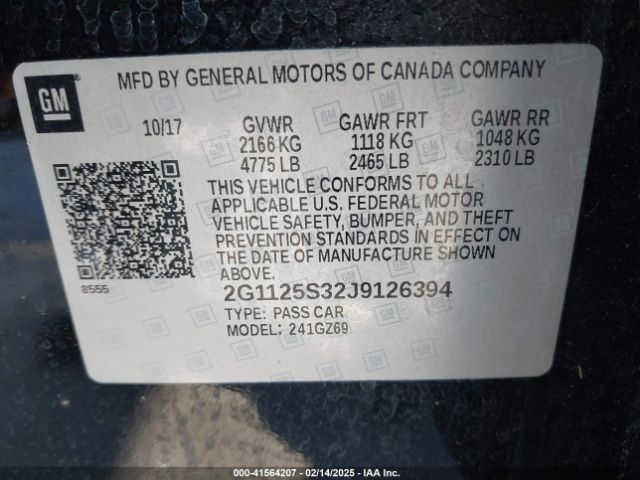 GM
MFD BY GENERAL MOTORS OF CANADA COMPANY
10/17 GVWR GAWR FRT GAWR RR
2166 KG 1118 KG 1048 KG
4775 LB 2465 LB 2310 LB
THIS VEHICLE CONFORMS TO ALL
APPLICABLE U.S. FEDERAL MOTOR
VEHICLE SAFETY, BUMPER, AND THEFT
PREVENTION STANDARDS IN EFFECT ON
THE DATE OF MANUFACTURE SHOWN ABOVE.
8555
2G1125S32J9126394
TYPE: PASS CAR
MODEL: 241GZ69
000-41564207 - 02/14/2025 - IAA Inc.